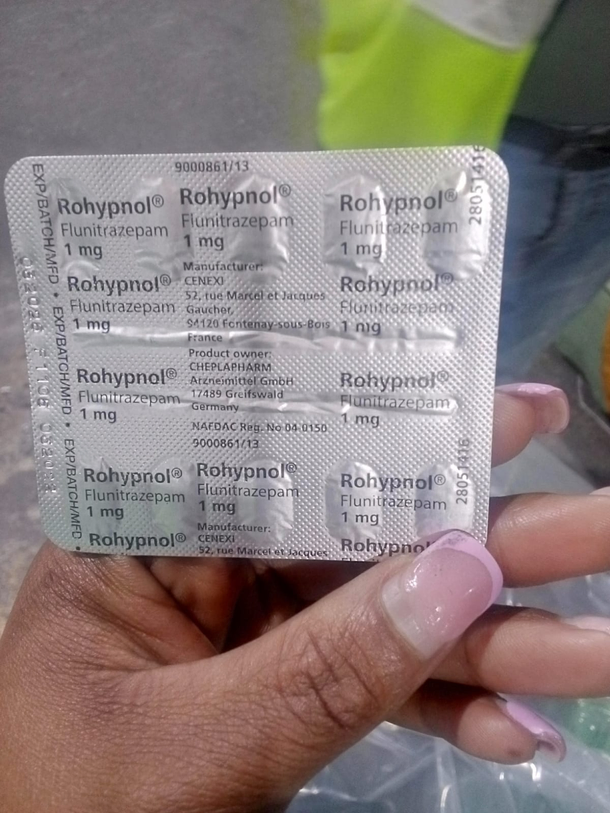 9000861/13
Rohypnol®
Flunitrazepam
1 mg
Rohypnol®
Flunitrazepam
1 mg
Rohypnol®
Flunitrazepam
1 mg
28051416
Manufacturer:
CENEXI
52, rue Marcel et Jacques
Gaucher,
94120 Fontenay-sous-Bois
France
Rohypnol®
Flunitrazepam
1 mg
Rohypnol®
Flunitrazepam
1 mg
Product owner:
CHEPLAPHARM
Arzneimittel GmbH
17489 Greifswald
Germany
Rohypnol®
Flunitrazepam
1 mg
Rohypnol®
Flunitrazepam
1 mg
NAFDAC Reg. No 04-0150
9000861/13
Rohypnol®
Flunitrazepam
1 mg
Rohypnol®
Flunitrazepam
1 mg
Rohypnol®
Flunitrazepam
1 mg
28051416
Rohypnol®
Manufacturer:
CENEXI
52, rue Marcel et Jacques
Rohypnol
EXP/BATCH/MFD • EXP/BATCH/MFD • EXP/BATCH/MFD •